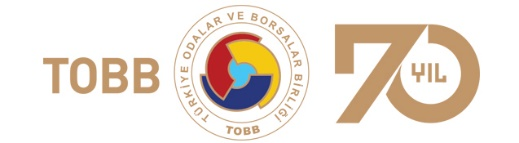 TOBB
TÜRKİYE ODALAR VE BORSALAR BİRLİĞİ
TOBB
70
YIL